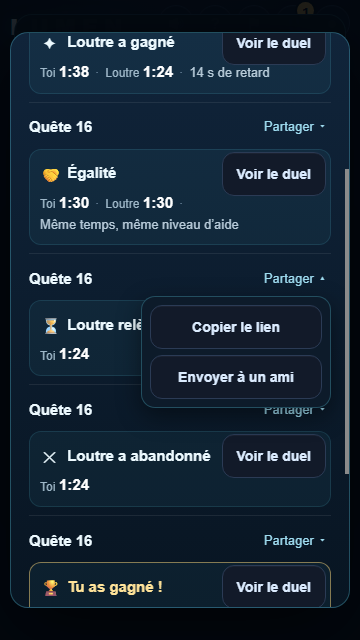 Loutre a gagné
Voir le duel
Toi 1:38 · Loutre 1:24 · 14 s de retard
Quête 16
Partager
Égalité
Voir le duel
Toi 1:30 · Loutre 1:30 ·
Même temps, même niveau d'aide
Quête 16
Partager
Loutre relè
Toi 1:24
Copier le lien
Envoyer à un ami
Quête 16
Partager
Loutre a abandonné
Voir le duel
Toi 1:24
Quête 16
Partager
Tu as gagné !
Voir le duel